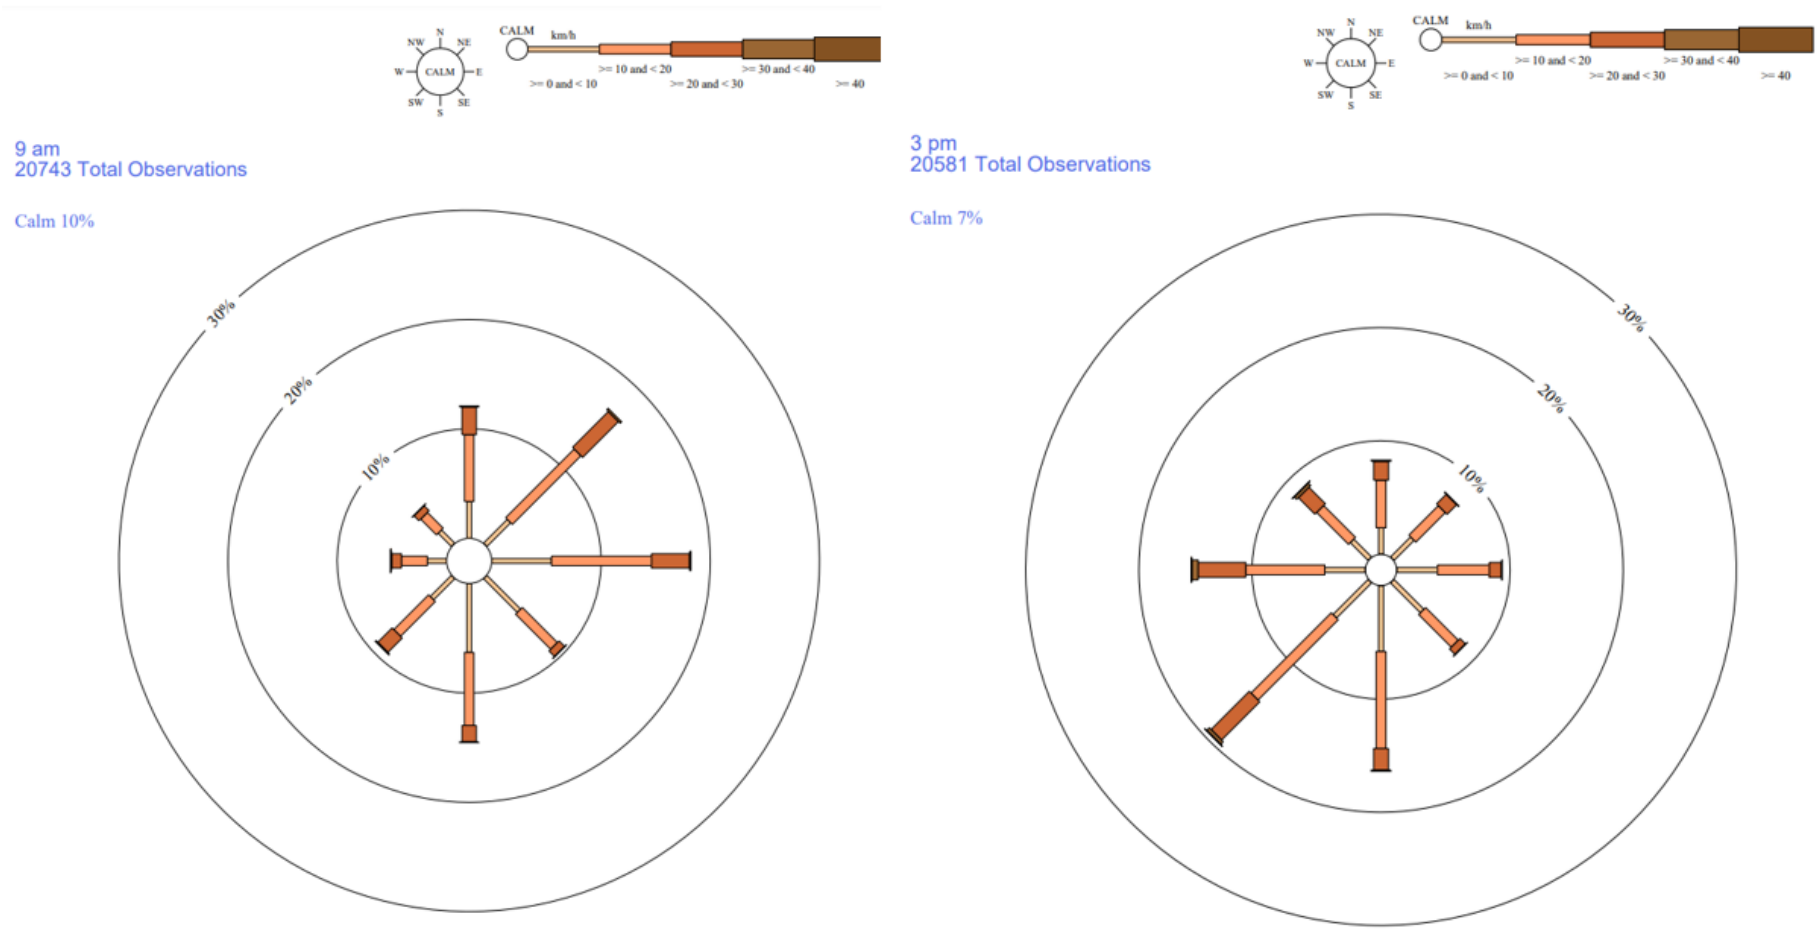 CALM
km/h
>= 0 and < 10
>= 10 and < 20
>= 20 and < 30
>= 30 and < 40
>= 40
N
NW
NE
W
CALM
E
SW
SE
S
9 am
20743 Total Observations
Calm 10%
30%
20%
10%
CALM
km/h
>= 0 and < 10
>= 10 and < 20
>= 20 and < 30
>= 30 and < 40
>= 40
N
NW
NE
W
CALM
E
SW
SE
S
3 pm
20581 Total Observations
Calm 7%
30%
20%
10%